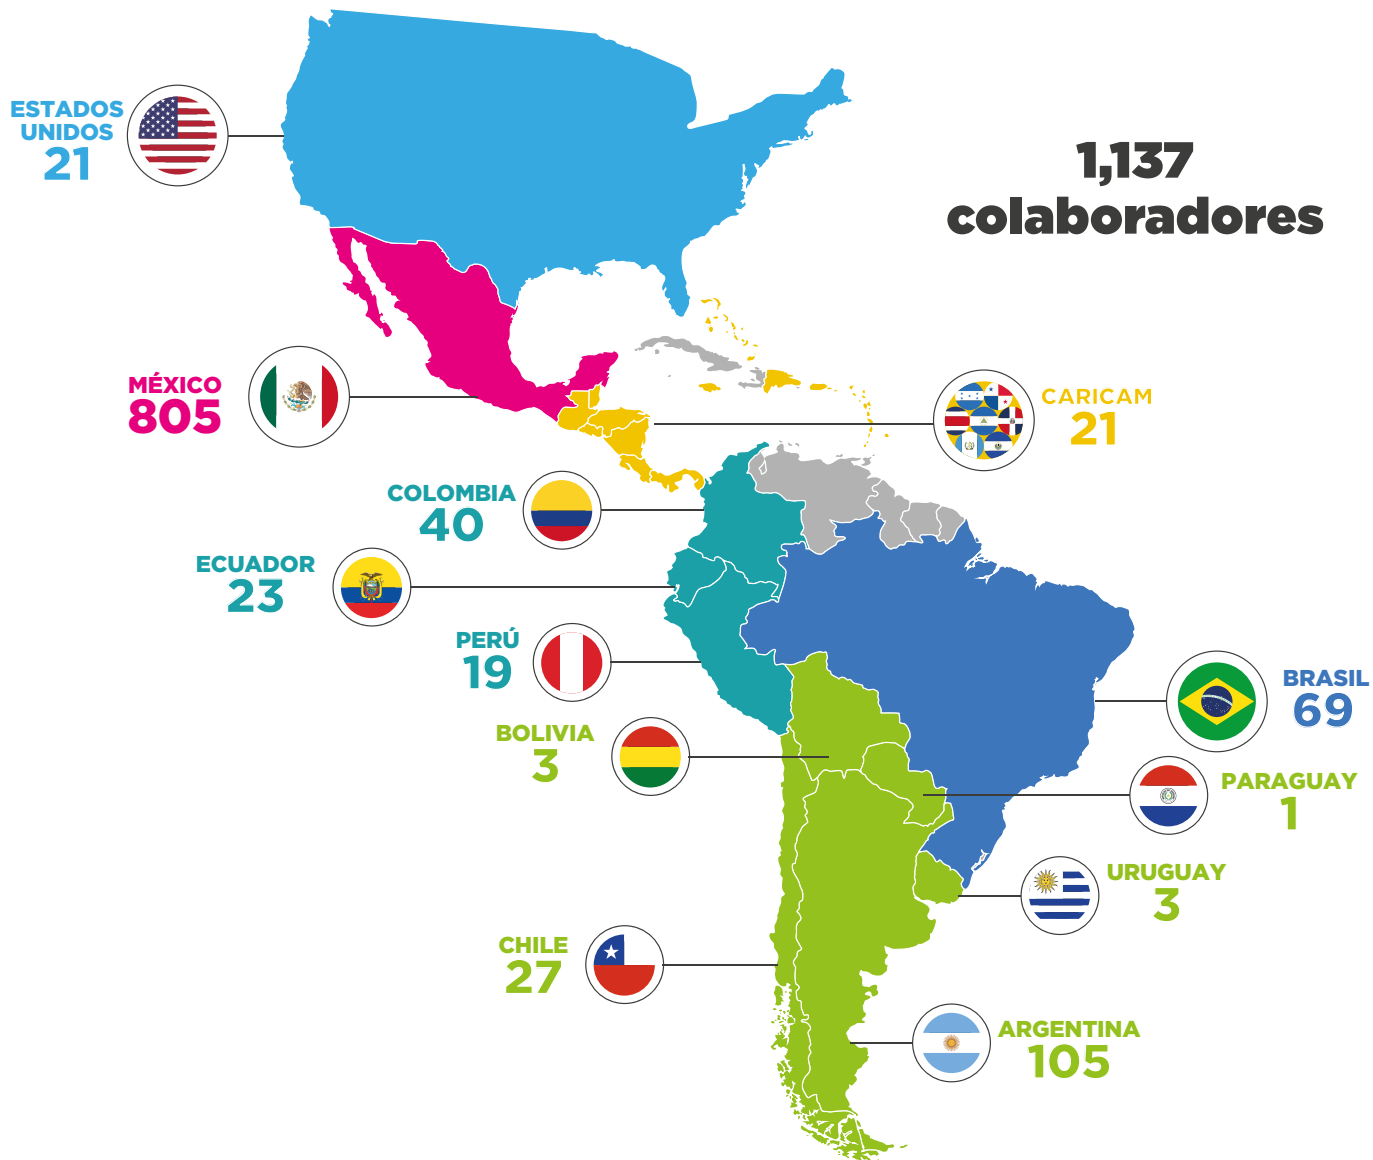 ESTADOS
UNIDOS
21
1,137
colaboradores
MÉXICO
805
CARICAM
21
COLOMBIA
40
ECUADOR
23
PERÚ
19
BRASIL
69
BOLIVIA
3
PARAGUAY
1
URUGUAY
3
CHILE
27
ARGENTINA
105